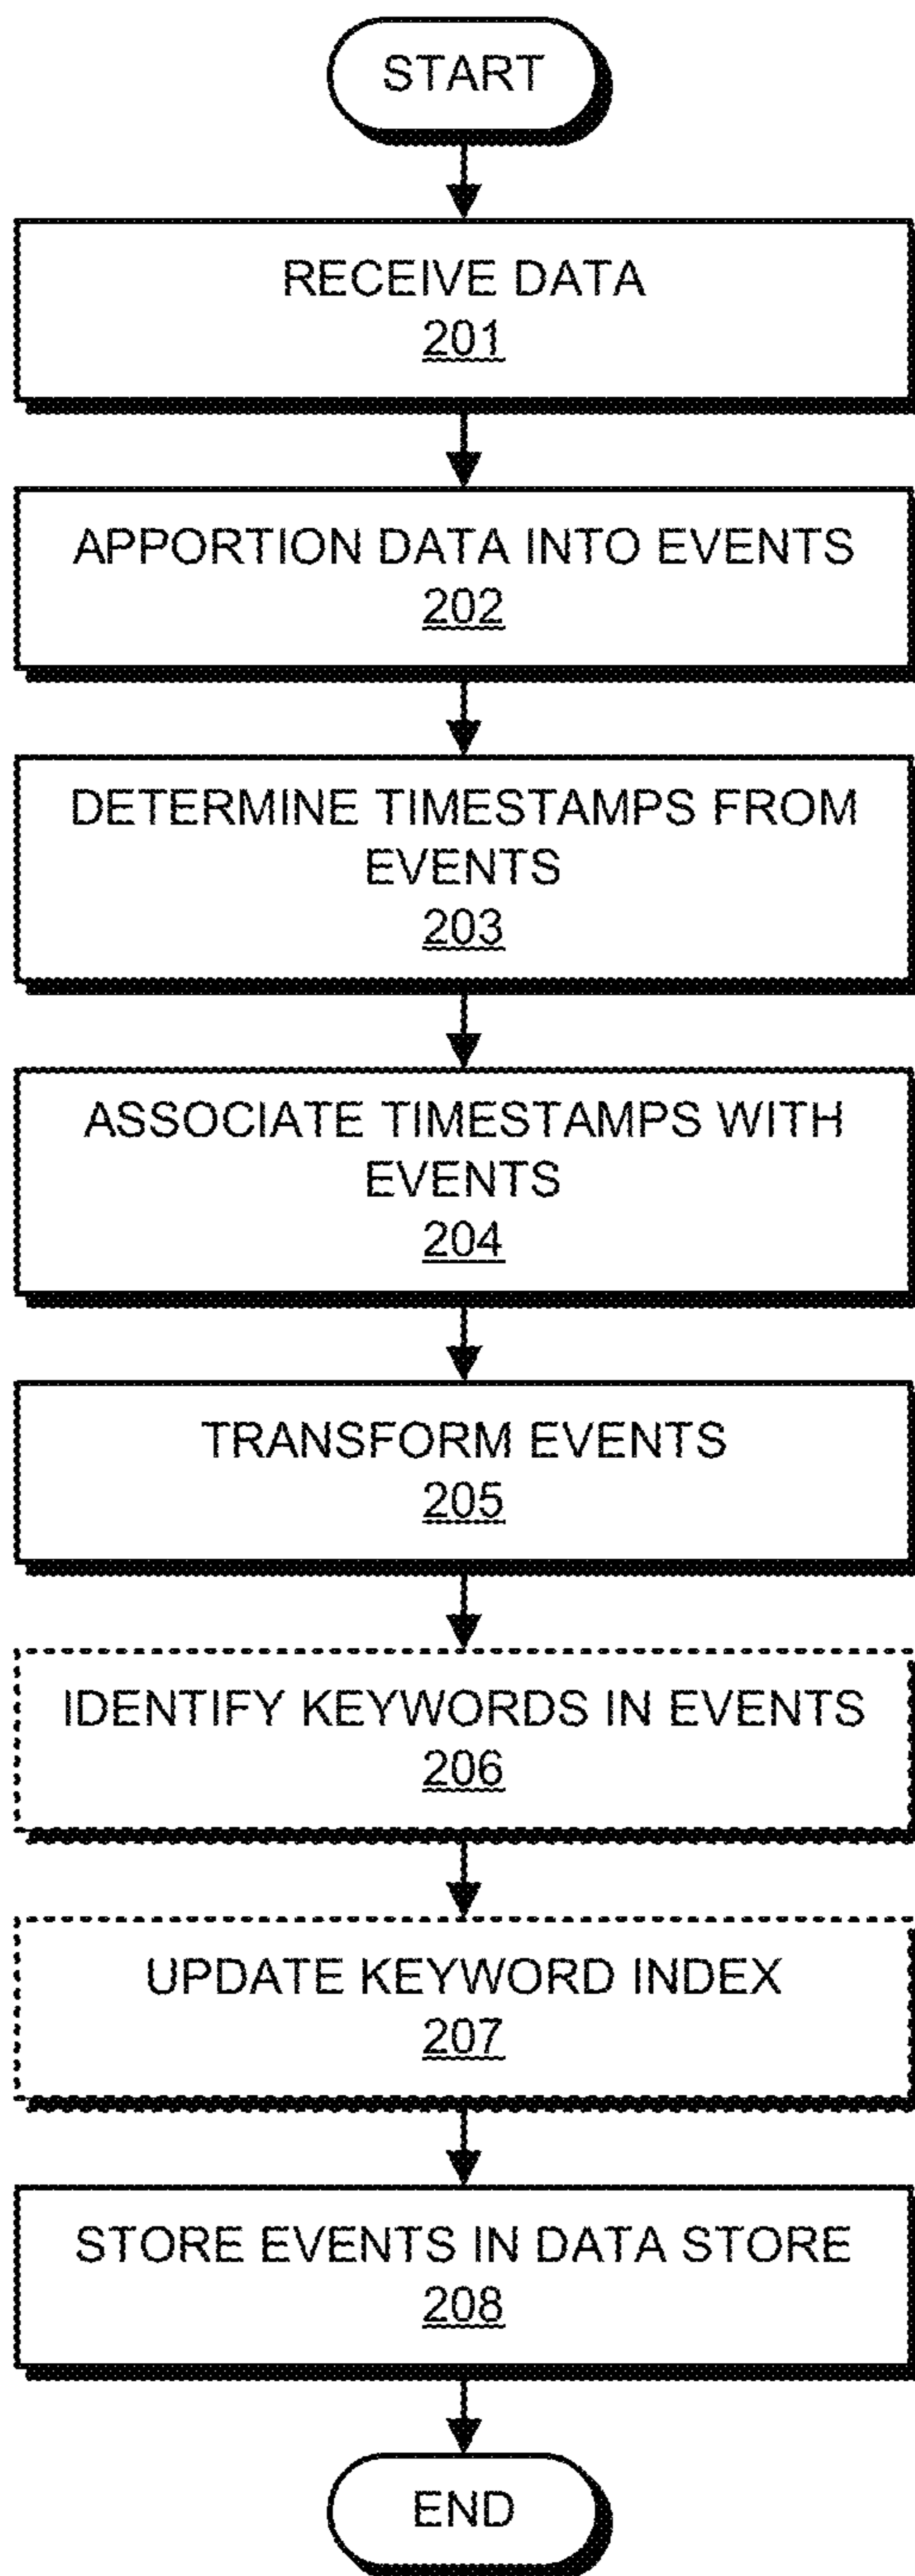 START
RECEIVE DATA
201
APPORTION DATA INTO EVENTS
202
DETERMINE TIMESTAMPS FROM
EVENTS
203
ASSOCIATE TIMESTAMPS WITH
EVENTS
204
TRANSFORM EVENTS
205
IDENTIFY KEYWORDS IN EVENTS
206
UPDATE KEYWORD INDEX
207
STORE EVENTS IN DATA STORE
208
END